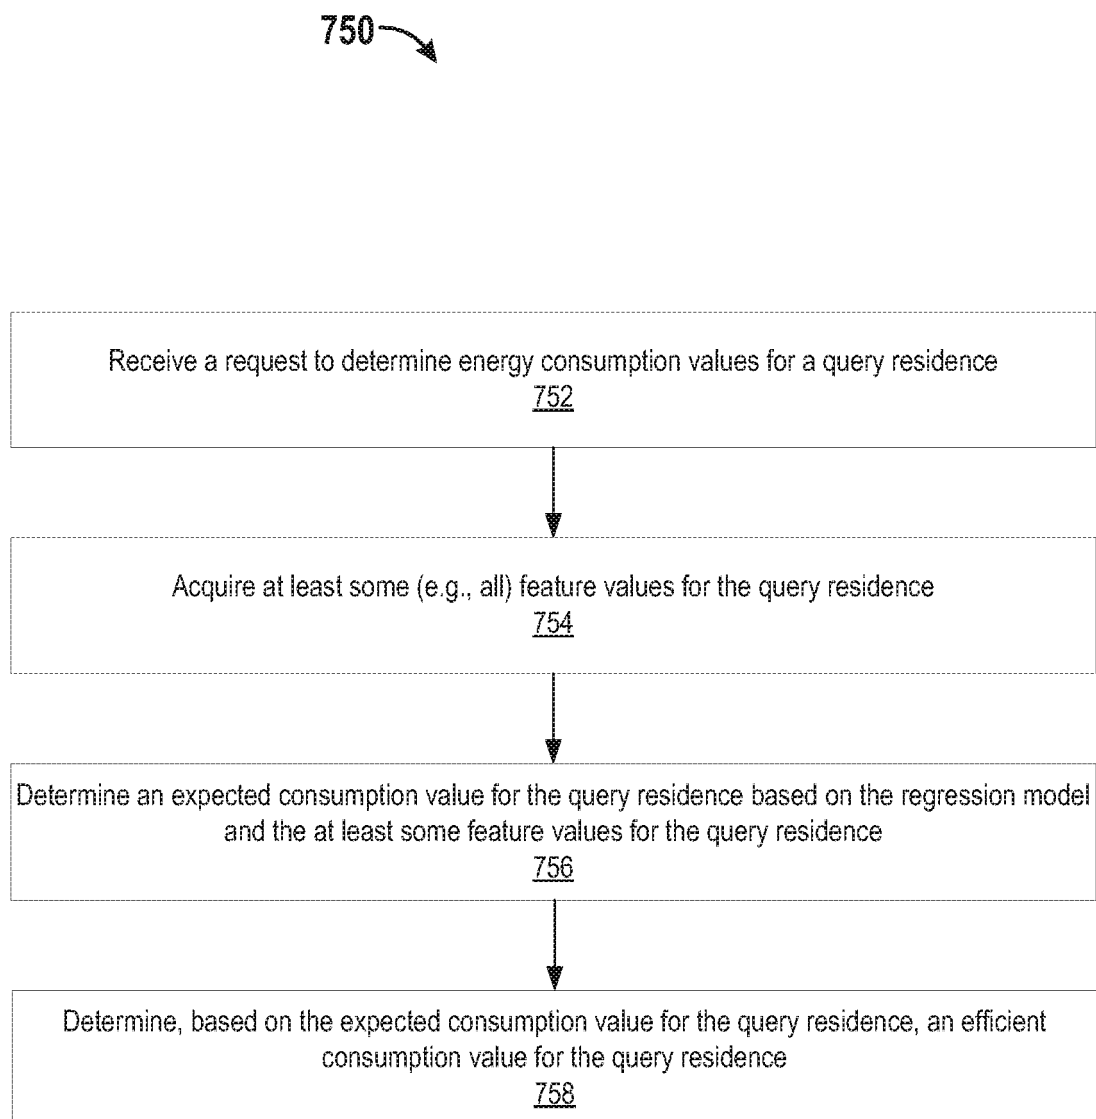 750
Receive a request to determine energy consumption values for a query residence
752
Acquire at least some (e.g., all) feature values for the query residence
754
Determine an expected consumption value for the query residence based on the regression model
and the at least some feature values for the query residence
756
Determine, based on the expected consumption value for the query residence, an efficient
consumption value for the query residence
758